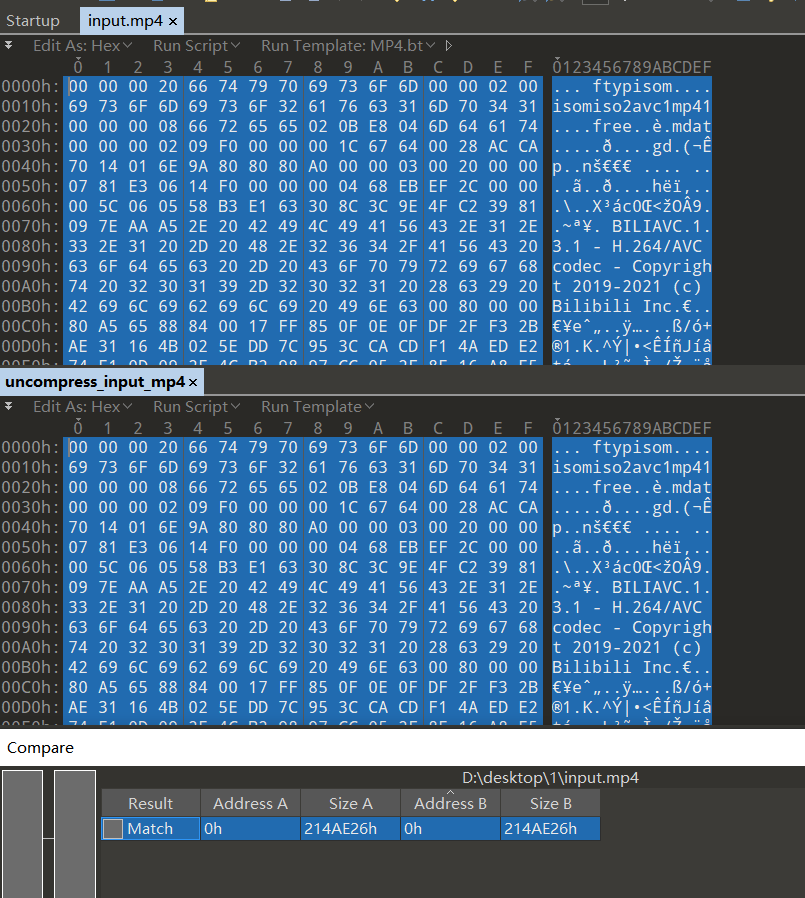 Startup input.mp4 ×
Edit As: Hex Run Script Run Template: MP4.bt
0 1 2 3 4 5 6 7 8 9 A B C D E F 0123456789ABCDEF
0000h: 00 00 00 20 66 74 79 70 69 73 6F 6D 00 00 02 00 ... ftypisom....
0010h: 69 73 6F 6D 69 73 6F 32 61 76 63 31 6D 70 34 31 isomiso2avc1mp41
0020h: 00 00 00 08 66 72 65 65 02 0B E8 04 6D 64 61 74 ....free..è.mdat
0030h: 00 00 00 02 09 F0 00 00 00 1C 67 64 00 28 AC CA .....ð....gd.(¬Ê
0040h: 70 14 01 6E 9A 80 80 80 A0 00 00 03 00 20 00 00 p..nš€€€ .... ..
0050h: 07 81 E3 06 14 F0 00 00 00 04 68 EB EF 2C 00 00 ..ã..ð....hëï,..
0060h: 00 5C 06 05 58 B3 E1 63 30 8C 3C 9E 4F C2 39 81 .\..X³ác0Œ<žOÂ9.
0070h: 09 7E AA A5 2E 20 42 49 4C 49 41 56 43 2E 31 2E .~ª¥. BILIAVC.1.
0080h: 33 2E 31 20 2D 20 48 2E 32 36 34 2F 41 56 43 20 3.1 - H.264/AVC
0090h: 63 6F 64 65 63 20 2D 20 43 6F 70 79 72 69 67 68 codec - Copyrigh
00A0h: 74 20 32 30 31 39 2D 32 30 32 31 20 28 63 29 20 t 2019-2021 (c)
00B0h: 42 69 6C 69 62 69 6C 69 20 49 6E 63 00 80 00 00 Bilibili Inc.€..
00C0h: 80 A5 65 88 84 00 17 FF 85 0F 0E 0F DF 2F F3 2B €¥eˆ„..ÿ…...ß/ó+
00D0h: AE 31 16 4B 02 5E DD 7C 95 3C CA CD F1 4A ED E2 ®1.K.^Ý|•<ÊÍñJíâ
uncompress_input_mp4 ×
Edit As: Hex Run Script Run Template
0 1 2 3 4 5 6 7 8 9 A B C D E F 0123456789ABCDEF
0000h: 00 00 00 20 66 74 79 70 69 73 6F 6D 00 00 02 00 ... ftypisom....
0010h: 69 73 6F 6D 69 73 6F 32 61 76 63 31 6D 70 34 31 isomiso2avc1mp41
0020h: 00 00 00 08 66 72 65 65 02 0B E8 04 6D 64 61 74 ....free..è.mdat
0030h: 00 00 00 02 09 F0 00 00 00 1C 67 64 00 28 AC CA .....ð....gd.(¬Ê
0040h: 70 14 01 6E 9A 80 80 80 A0 00 00 03 00 20 00 00 p..nš€€€ .... ..
0050h: 07 81 E3 06 14 F0 00 00 00 04 68 EB EF 2C 00 00 ..ã..ð....hëï,..
0060h: 00 5C 06 05 58 B3 E1 63 30 8C 3C 9E 4F C2 39 81 .\..X³ác0Œ<žOÂ9.
0070h: 09 7E AA A5 2E 20 42 49 4C 49 41 56 43 2E 31 2E .~ª¥. BILIAVC.1.
0080h: 33 2E 31 20 2D 20 48 2E 32 36 34 2F 41 56 43 20 3.1 - H.264/AVC
0090h: 63 6F 64 65 63 20 2D 20 43 6F 70 79 72 69 67 68 codec - Copyrigh
00A0h: 74 20 32 30 31 39 2D 32 30 32 31 20 28 63 29 20 t 2019-2021 (c)
00B0h: 42 69 6C 69 62 69 6C 69 20 49 6E 63 00 80 00 00 Bilibili Inc.€..
00C0h: 80 A5 65 88 84 00 17 FF 85 0F 0E 0F DF 2F F3 2B €¥eˆ„..ÿ…...ß/ó+
00D0h: AE 31 16 4B 02 5E DD 7C 95 3C CA CD F1 4A ED E2 ®1.K.^Ý|•<ÊÍñJíâ
Compare
D:\desktop\1\input.mp4
Result Address A Size A Address B Size B
Match 0h 214AE26h 0h 214AE26h